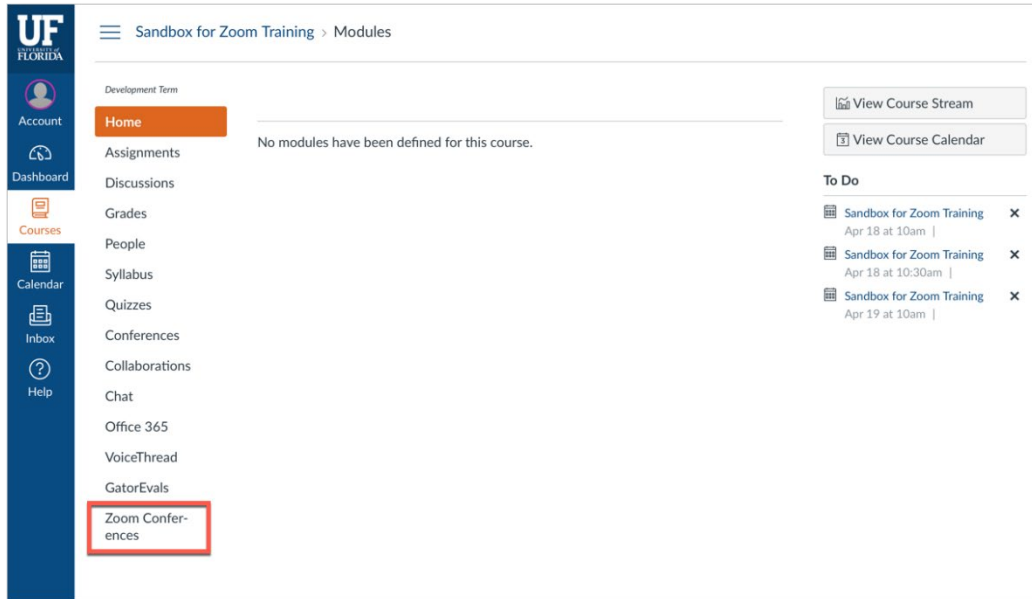 UF
UNIVERSITY of
FLORIDA
Account
Dashboard
Courses
Calendar
Inbox
Help
Sandbox for Zoom Training > Modules
Development Term
Home
Assignments
Discussions
Grades
People
Syllabus
Quizzes
Conferences
Collaborations
Chat
Office 365
VoiceThread
GatorEvals
Zoom Confer-
ences
No modules have been defined for this course.
View Course Stream
View Course Calendar
To Do
Sandbox for Zoom Training
Apr 18 at 10am |
Sandbox for Zoom Training
Apr 18 at 10:30am |
Sandbox for Zoom Training
Apr 19 at 10am |